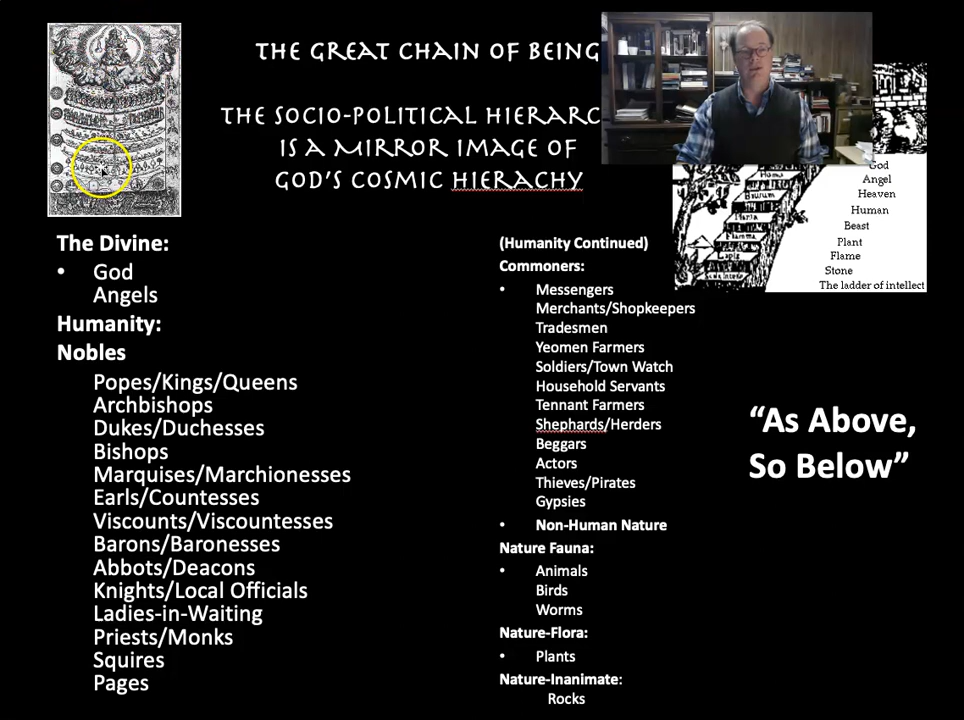 THE GREAT CHAIN OF BEING
THE SOCIO-POLITICAL HIERARC
IS A MIRROR IMAGE OF
GOD'S COSMIC HIERACHY
God
Angel
Heaven
Human
Beast
Plant
Flame
Stone
The ladder of intellect
The Divine:
• God
Angels
Humanity:
Nobles
Popes/Kings/Queens
Archbishops
Dukes/Duchesses
Bishops
Marquises/Marchionesses
Earls/Countesses
Viscounts/Viscountesses
Barons/Baronesses
Abbots/Deacons
Knights/Local Officials
Ladies-in-Waiting
Priests/Monks
Squires
Pages
(Humanity Continued)
Commoners:
• Messengers
Merchants/Shopkeepers
Tradesmen
Yeomen Farmers
Soldiers/Town Watch
Household Servants
Tennant Farmers
Shephards/Herders
Beggars
Actors
Thieves/Pirates
Gypsies
• Non-Human Nature
Nature Fauna:
• Animals
Birds
Worms
Nature-Flora:
• Plants
Nature-Inanimate:
Rocks
"As Above,
So Below"